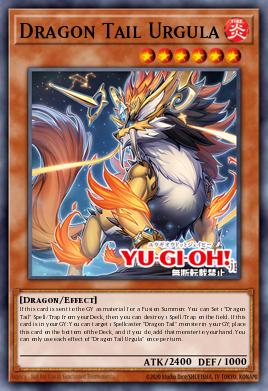 Dragon Tail Urgula
FIRE
炎
YU-GI-OH!
無断転載禁止
[Dragon/Effect]
If this card is sent to the GY as material for a Fusion Summon: You can Set 1 "Dragon
Tail" Spell/Trap from your Deck, then you can destroy 1 Spell/Trap on the field. If this
card is in your GY: You can target 1 Spellcaster "Dragon Tail" monster in your GY; place
this card on the bottom of the Deck, and if you do, add that monster to your hand. You can
only use each effect of "Dragon Tail Urgula" once per turn.
ATK/2400 DEF/1000